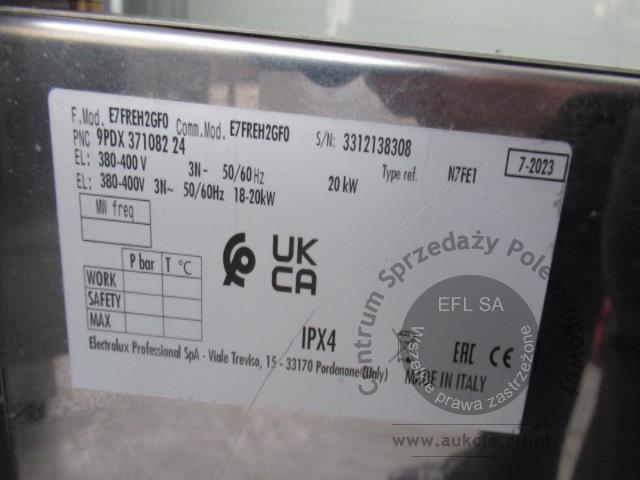 F.Mod. E7FREH2GF0 Comm.Mod. E7FREH2GF0 S/N: 3312138308
PNC 9PDX 371082 24 Type ref. N7FE1 7-2023
EL: 380-400 V 3N~ 50/60 Hz 20 kW
EL: 380-400V 3N~ 50/60Hz 18-20kW
MW freq
P bar T °C
WORK
SAFETY
MAX
UK
CA
IPX4
EAC CE
Electrolux Professional SpA - Viale Treviso, 15 - 33170 Pordenone (Italy)
MADE IN ITALY
Centrum Sprzedaży
EFL SA
Wszelkie prawa zastrzeżone
www.aukcje.efl.pl